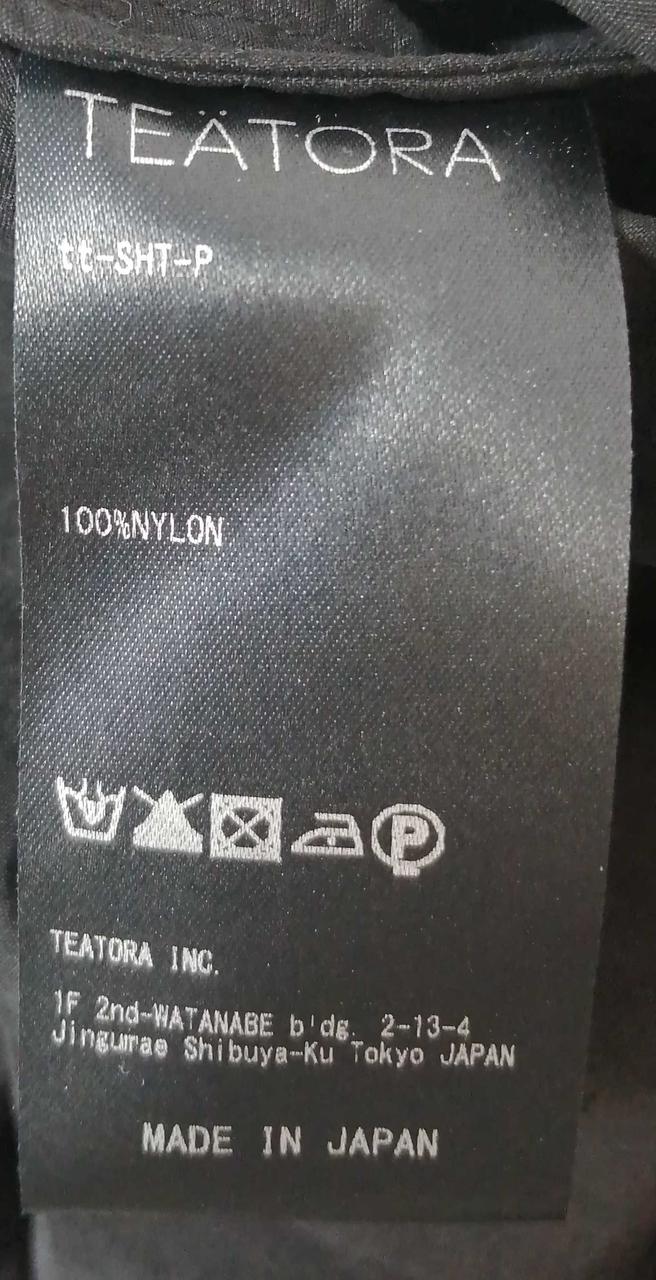 TEÄTORA
tt-SHT-P
100%NYLON
P
TEATORA INC.
1F 2nd-WATANABE b'dg. 2-13-4
Jingumae Shibuya-Ku Tokyo JAPAN
MADE IN JAPAN